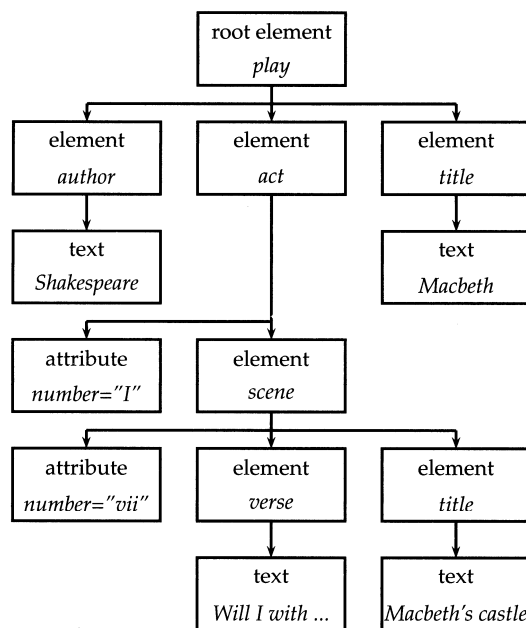 root element
play
element
author
element
act
element
title
text
Shakespeare
text
Macbeth
attribute
number="I"
element
scene
attribute
number="vii"
element
verse
element
title
text
Will I with ...
text
Macbeth's castle